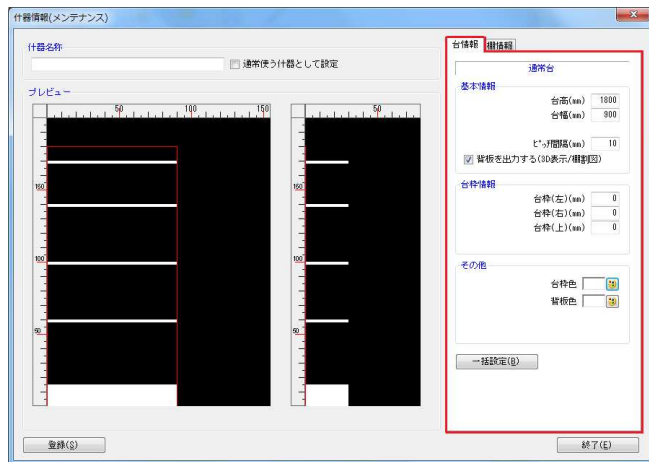 什器情報(メンテナンス)
什器名称
通常使う什器として設定
プレビュー
50 100 150
50
150
100
50
150
100
50
台情報 棚情報
通常台
基本情報
台高(mm) 1800
台幅(mm) 900
ピッチ間隔(mm) 10
背板を出力する(3D表示/棚割図)
台枠情報
台枠(左)(mm) 0
台枠(右)(mm) 0
台枠(上)(mm) 0
その他
台枠色
背板色
一括設定(B)
登録(S)
終了(E)